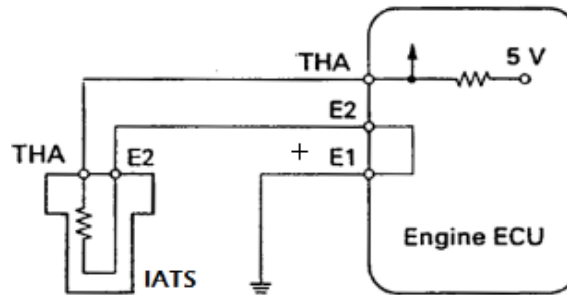 THA
5 V
E2
THA
E2
+
E1
Engine ECU
IATS